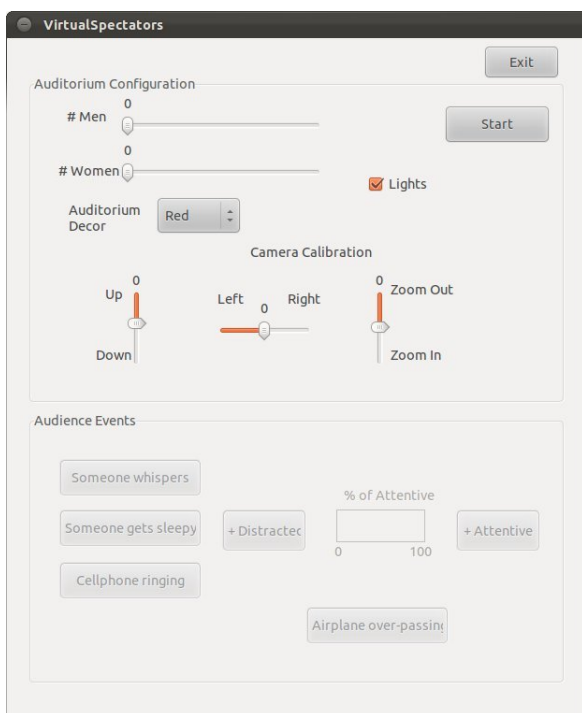 VirtualSpectators
Exit
Auditorium Configuration
0
# Men
Start
0
# Women
Lights
Auditorium
Decor
Red
Camera Calibration
0
Up
Down
Left
0
Right
0
Zoom Out
Zoom In
Audience Events
Someone whispers
Someone gets sleepy
Cellphone ringing
+ Distractec
% of Attentive
0 100
+ Attentive
Airplane over-passing